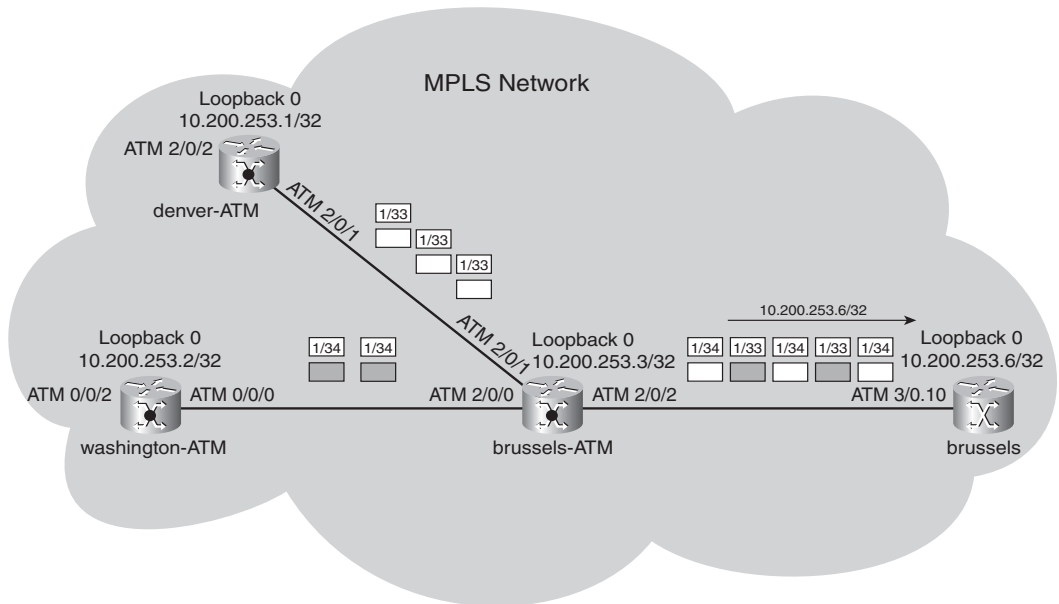 MPLS Network
Loopback 0
10.200.253.1/32
ATM 2/0/2
denver-ATM
ATM 2/0/1
1/33
1/33
1/33
ATM 2/0/1
10.200.253.6/32
Loopback 0
10.200.253.2/32
ATM 0/0/2
ATM 0/0/0
washington-ATM
1/34
1/34
Loopback 0
10.200.253.3/32
ATM 2/0/0
ATM 2/0/2
brussels-ATM
1/34
1/33
1/34
1/33
1/34
Loopback 0
10.200.253.6/32
ATM 3/0.10
brussels